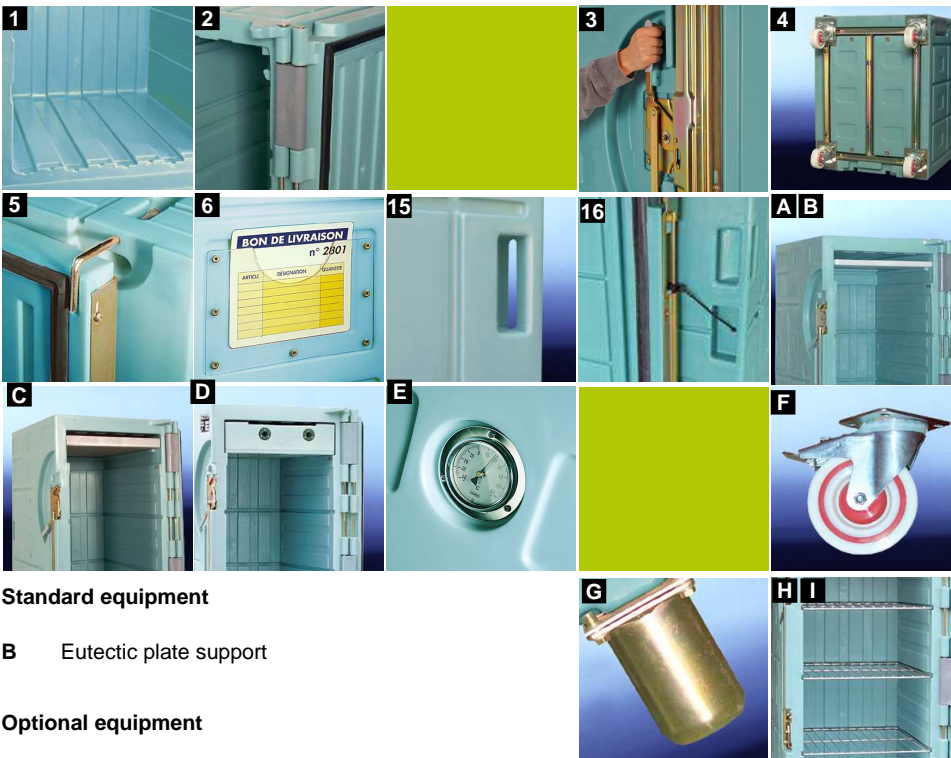 1
2
3
4
5
6
15
16
A B
BON DE LIVRAISON
n° 2801
ARTICLE DÉSIGNATION QUANTITÉ
C
D
E
F
°C
Standard equipment
G
H I
B Eutectic plate support
Optional equipment